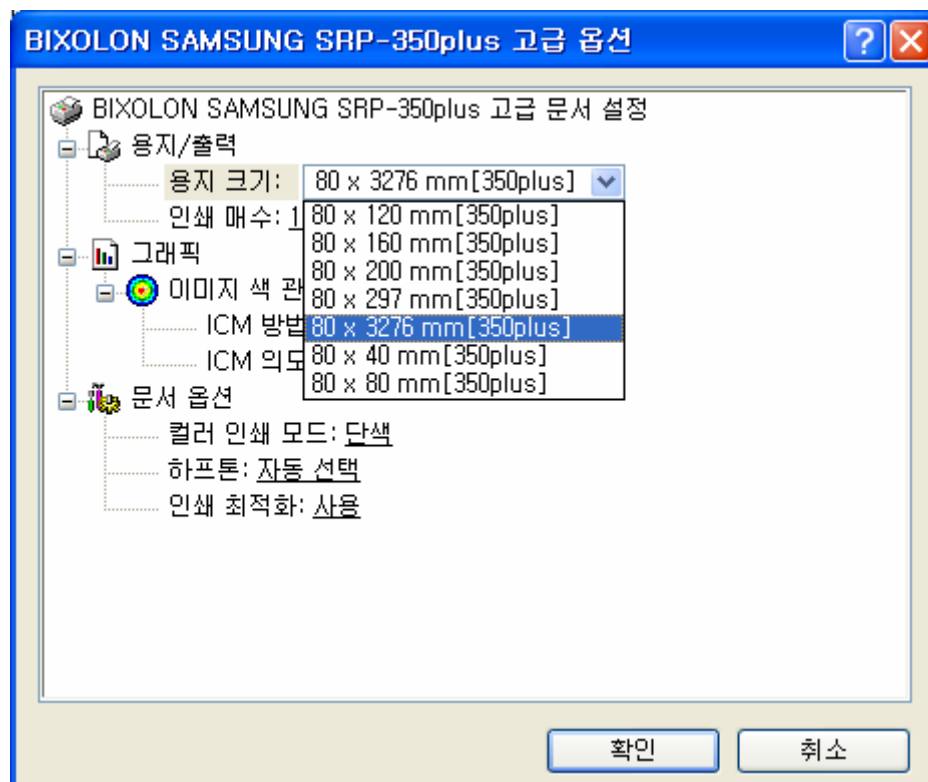 BIXOLON SAMSUNG SRP-350plus 고급 옵션
BIXOLON SAMSUNG SRP-350plus 고급 문서 설정
용지/출력
용지 크기: 80 x 3276 mm[350plus]
인쇄 매수: 1
80 x 120 mm[350plus]
80 x 160 mm[350plus]
80 x 200 mm[350plus]
80 x 297 mm[350plus]
80 x 3276 mm[350plus]
80 x 40 mm[350plus]
80 x 80 mm[350plus]
그래픽
이미지 색 관
ICM 방법
ICM 의도
문서 옵션
컬러 인쇄 모드: 단색
하프톤: 자동 선택
인쇄 최적화: 사용
확인
취소